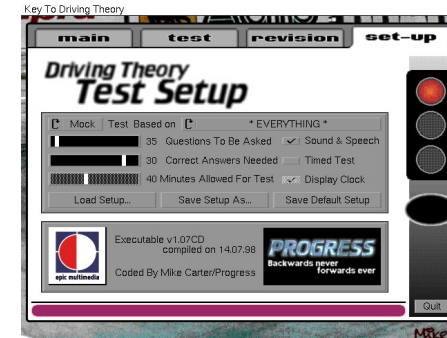 Key To Driving Theory
main test revision set-up
Driving Theory
Test Setup
Mock Test Based on * EVERYTHING *
35 Questions To Be Asked Sound & Speech
30 Correct Answers Needed Timed Test
40 Minutes Allowed For Test Display Clock
Load Setup... Save Setup As... Save Default Setup
Executable v1.07CD
compiled on 14.07.98
Coded By Mike Carter/Progress
epic multimedia
PROGRESS
Backwards never
forwards ever
Quit
Mike